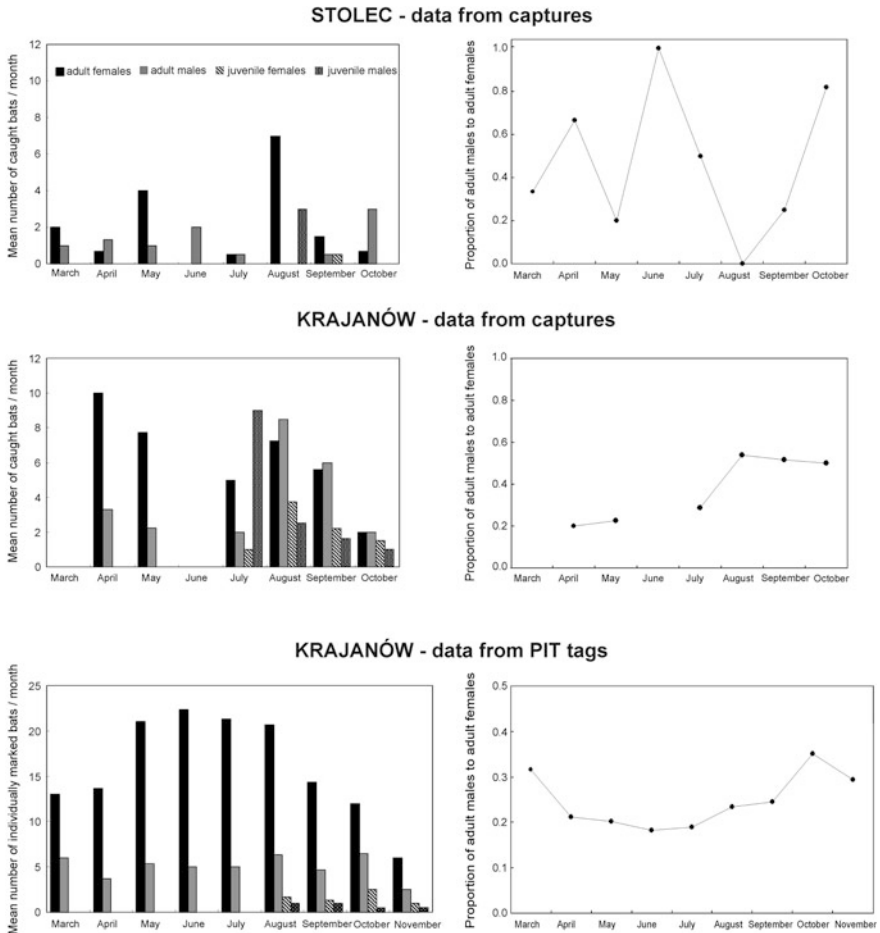 STOLEC - data from captures
Mean number of caught bats / month
12
10
8
6
4
2
0
adult females adult males juvenile females juvenile males
March April May June July August September October
Proportion of adult males to adult females
1.0
0.8
0.6
0.4
0.2
0.0
March April May June July August September October
KRAJANÓW - data from captures
Mean number of caught bats / month
12
10
8
6
4
2
0
March April May June July August September October
Proportion of adult males to adult females
1.0
0.8
0.6
0.4
0.2
0.0
March April May June July August September October
KRAJANÓW - data from PIT tags
Mean number of individually marked bats / month
25
20
15
10
5
0
March April May June July August September October November
Proportion of adult males to adult females
0.5
0.4
0.3
0.2
0.1
0.0
March April May June July August September October November